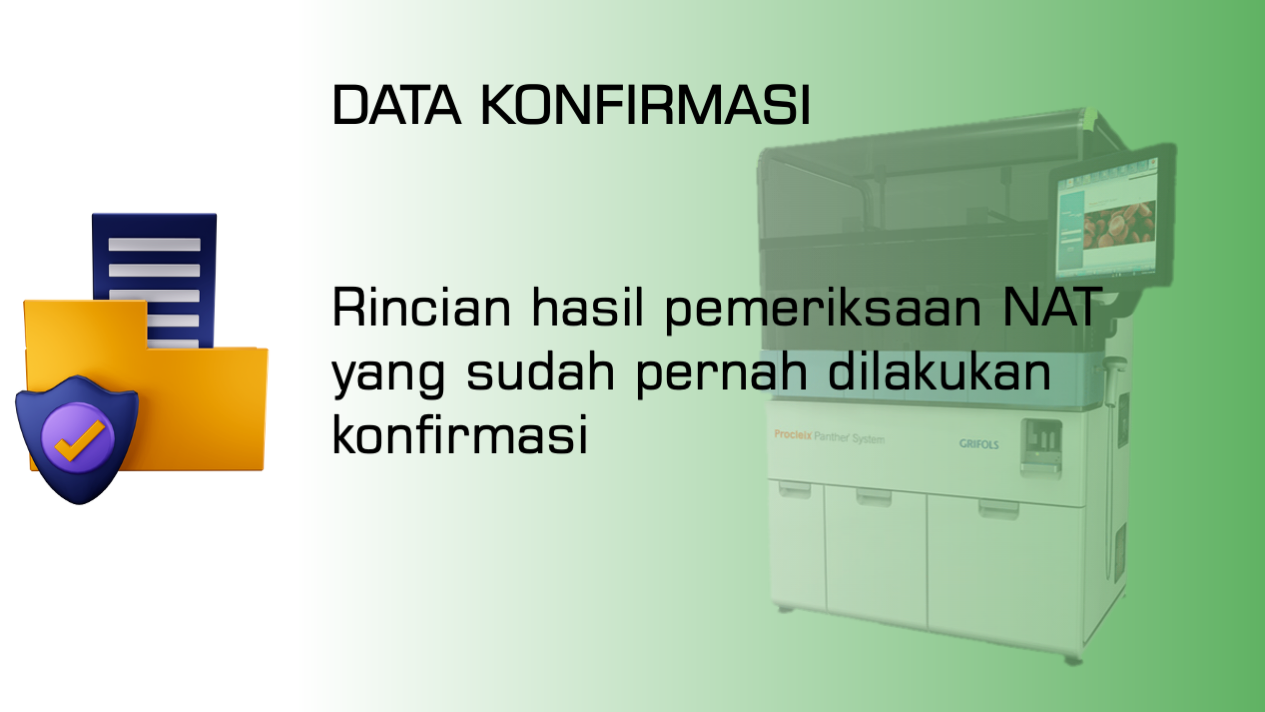 DATA KONFIRMASI
Rincian hasil pemeriksaan NAT
yang sudah pernah dilakukan
konfirmasi
Procleix Panther System
GRIFOLS